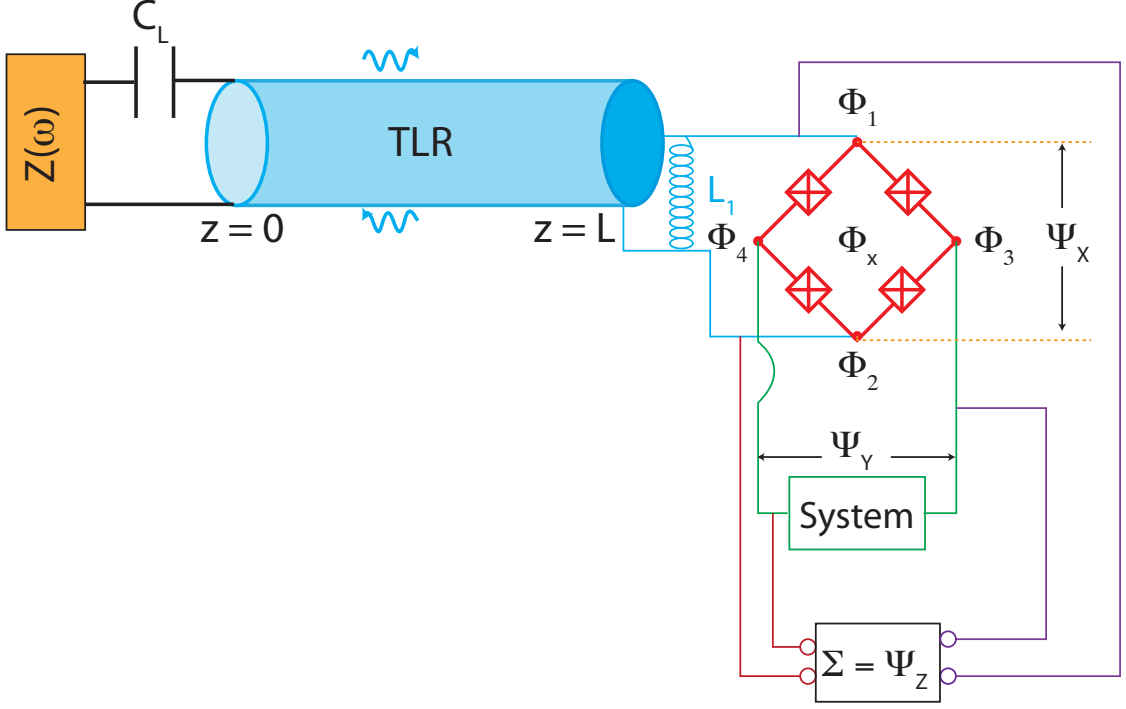 C_L
Z(ω)
TLR
z = 0
z = L
L_1
Φ_1
Φ_4
Φ_x
Φ_3
Ψ_X
Φ_2
Ψ_Y
System
Σ = Ψ_Z